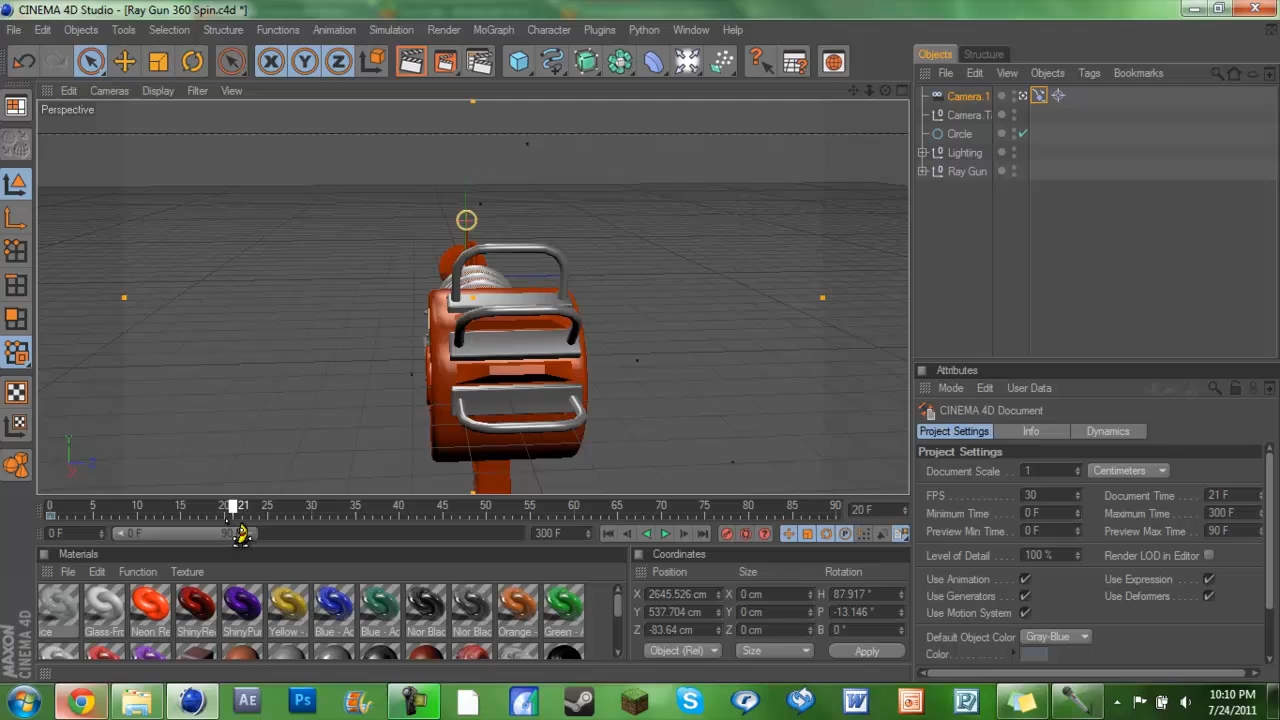 CINEMA 4D Studio - [Ray Gun 360 Spin.c4d *]
File Edit Objects Tools Selection Structure Functions Animation Render MoGraph Character Plugins Python Window Help
Edit Cameras Display Filter View
Perspective
Objects Structure
File Edit View Objects Tags Bookmarks
Camera.1
Camera.T
Circle
Lighting
Ray Gun
Attributes
Mode Edit User Data
CINEMA 4D Document
Project Settings Info Dynamics
Project Settings
Document Scale 1 Centimeters
FPS 30 Document Time 21 F
Minimum Time 0 F Maximum Time 300 F
Preview Min Time 0 F Preview Max Time 90 F
Level of Detail 100 % Render LOD in Editor
Use Animation Use Expression
Use Generators Use Deformers
Use Motion System
Default Object Color Gray-Blue
Color
0 5 10 15 21 25 30 35 40 45 50 55 60 65 70 75 80 85 90 20 F
0 F 0 F 300 F
Materials
File Edit Function Texture
ice Glass-Fro Neon Re ShinyRe ShinyPur Yellow - Blue - Ac Blue - Ac Nior Blac Nior Blac Orange - Green - A
Coordinates
Position Size Rotation
X 2645.526 cm X 0 cm H 87.917 °
Y 537.704 cm Y 0 cm P -13.146 °
Z -83.64 cm Z 0 cm B 0 °
Object (Rel) Size Apply
MAXON
CINEMA 4D
Y
Z
X
10:10 PM
7/24/2011